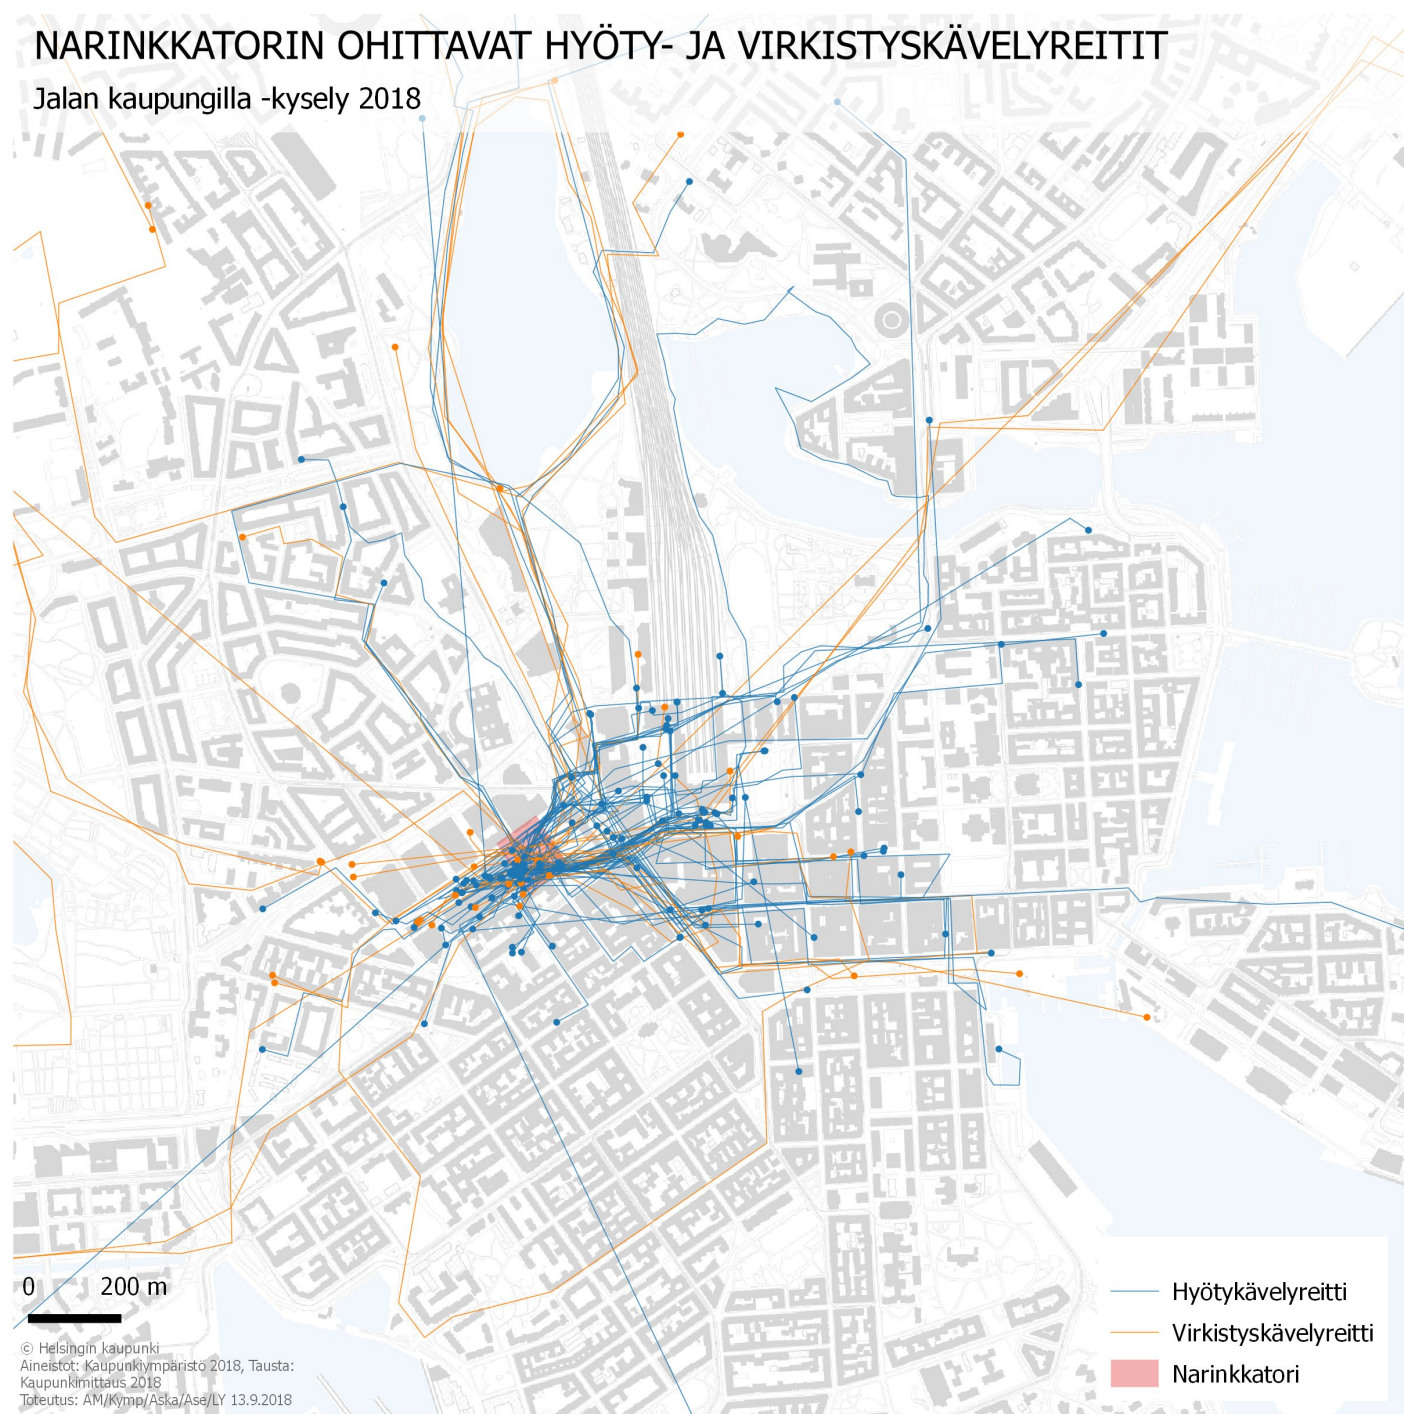 NARINKKATORIN OHITTAVAT HYÖTY- JA VIRKISTYSKÄVELYREITIT
Jalan kaupungilla -kysely 2018
0 200 m
© Helsingin kaupunki
Aineistot: Kaupunkiympäristö 2018, Tausta:
Kaupunkimittaus 2018
Toteutus: AM/Kymp/Aska/Ase/LY 13.9.2018
Hyötykävelyreitti
Virkistyskävelyreitti
Narinkkatori